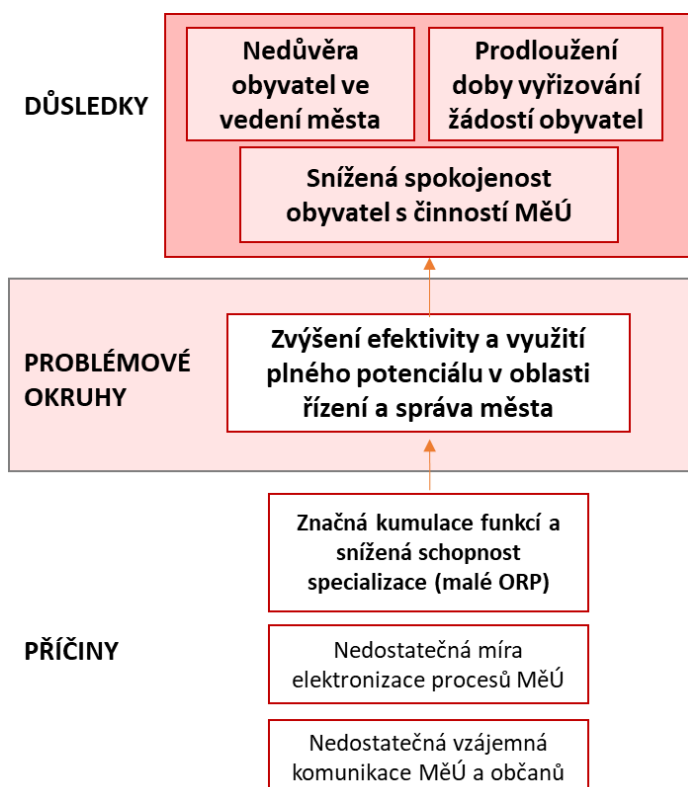 DŮSLEDKY
Nedůvěra
obyvatel ve
vedení města
Prodloužení
doby vyřizování
žádostí obyvatel
Snížená spokojenost
obyvatel s činností MěÚ
PROBLÉMOVÉ
OKRUHY
Zvýšení efektivity a využití
plného potenciálu v oblasti
řízení a správa města
PŘÍČINY
Značná kumulace funkcí a
snížená schopnost
specializace (malé ORP)
Nedostatečná míra
elektronizace procesů MěÚ
Nedostatečná vzájemná
komunikace MěÚ a občanů